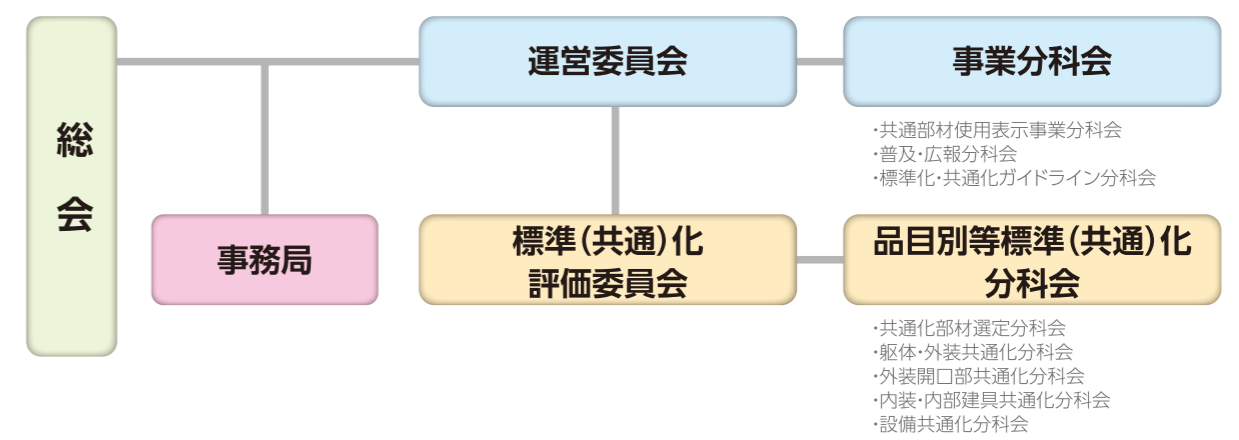 総会
運営委員会
事業分科会
・共通部材使用表示事業分科会
・普及・広報分科会
・標準化・共通化ガイドライン分科会
事務局
標準(共通)化
評価委員会
品目別等標準(共通)化
分科会
・共通化部材選定分科会
・躯体・外装共通化分科会
・外装開口部共通化分科会
・内装・内部建具共通化分科会
・設備共通化分科会